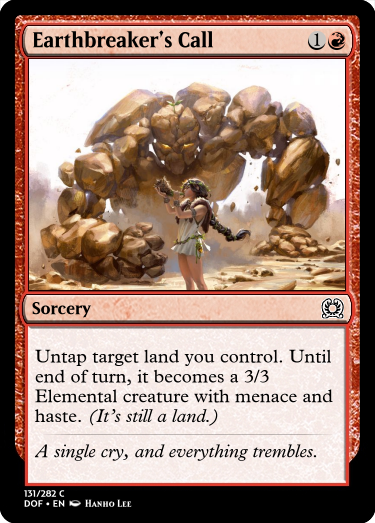 Earthbreaker's Call 1
Sorcery
Untap target land you control. Until
end of turn, it becomes a 3/3
Elemental creature with menace and
haste. (It's still a land.)
A single cry, and everything trembles.
131/282 C
DOF • EN Hanho Lee